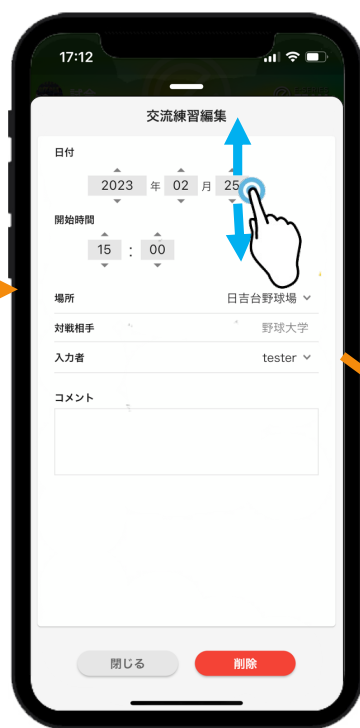 17:12
交流練習編集
日付
2023 年 02 月 25
開始時間
15 : 00
場所 日吉台野球場
対戦相手 野球大学
入力者 tester
コメント
閉じる 削除